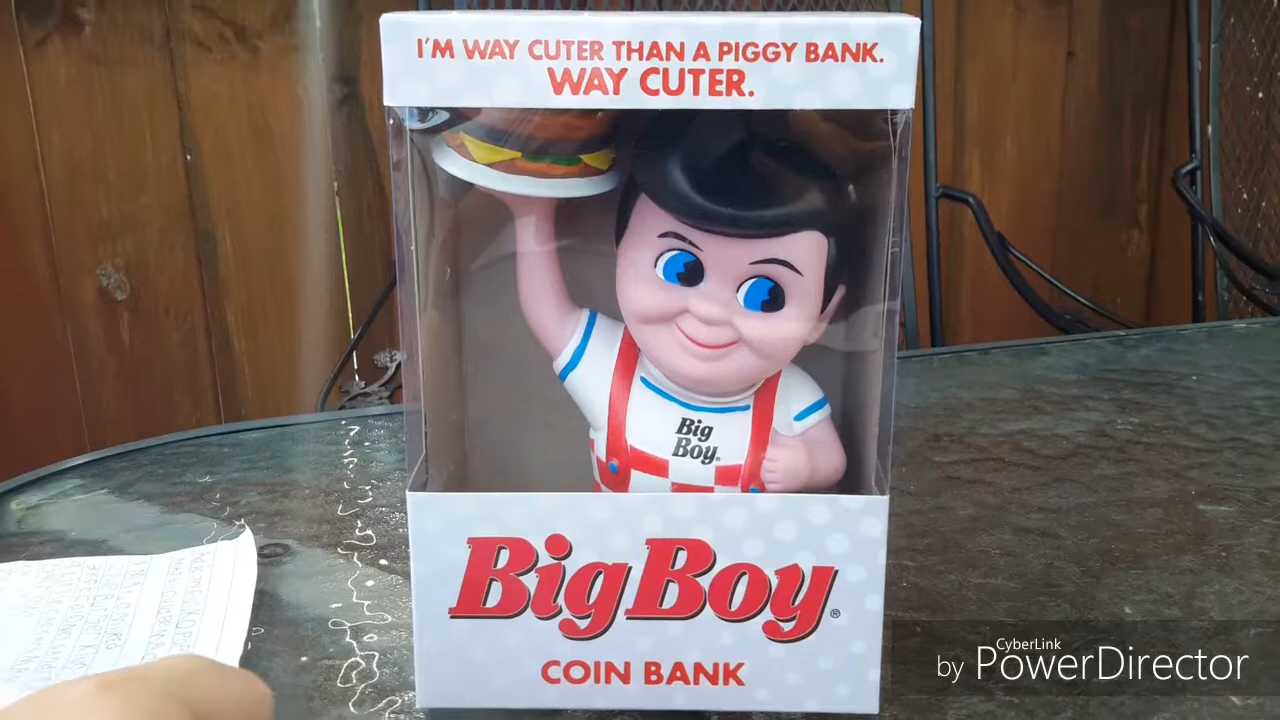 I'M WAY CUTER THAN A PIGGY BANK.
WAY CUTER.
Big
Boy®
BigBoy®
COIN BANK
by CyberLink
PowerDirector